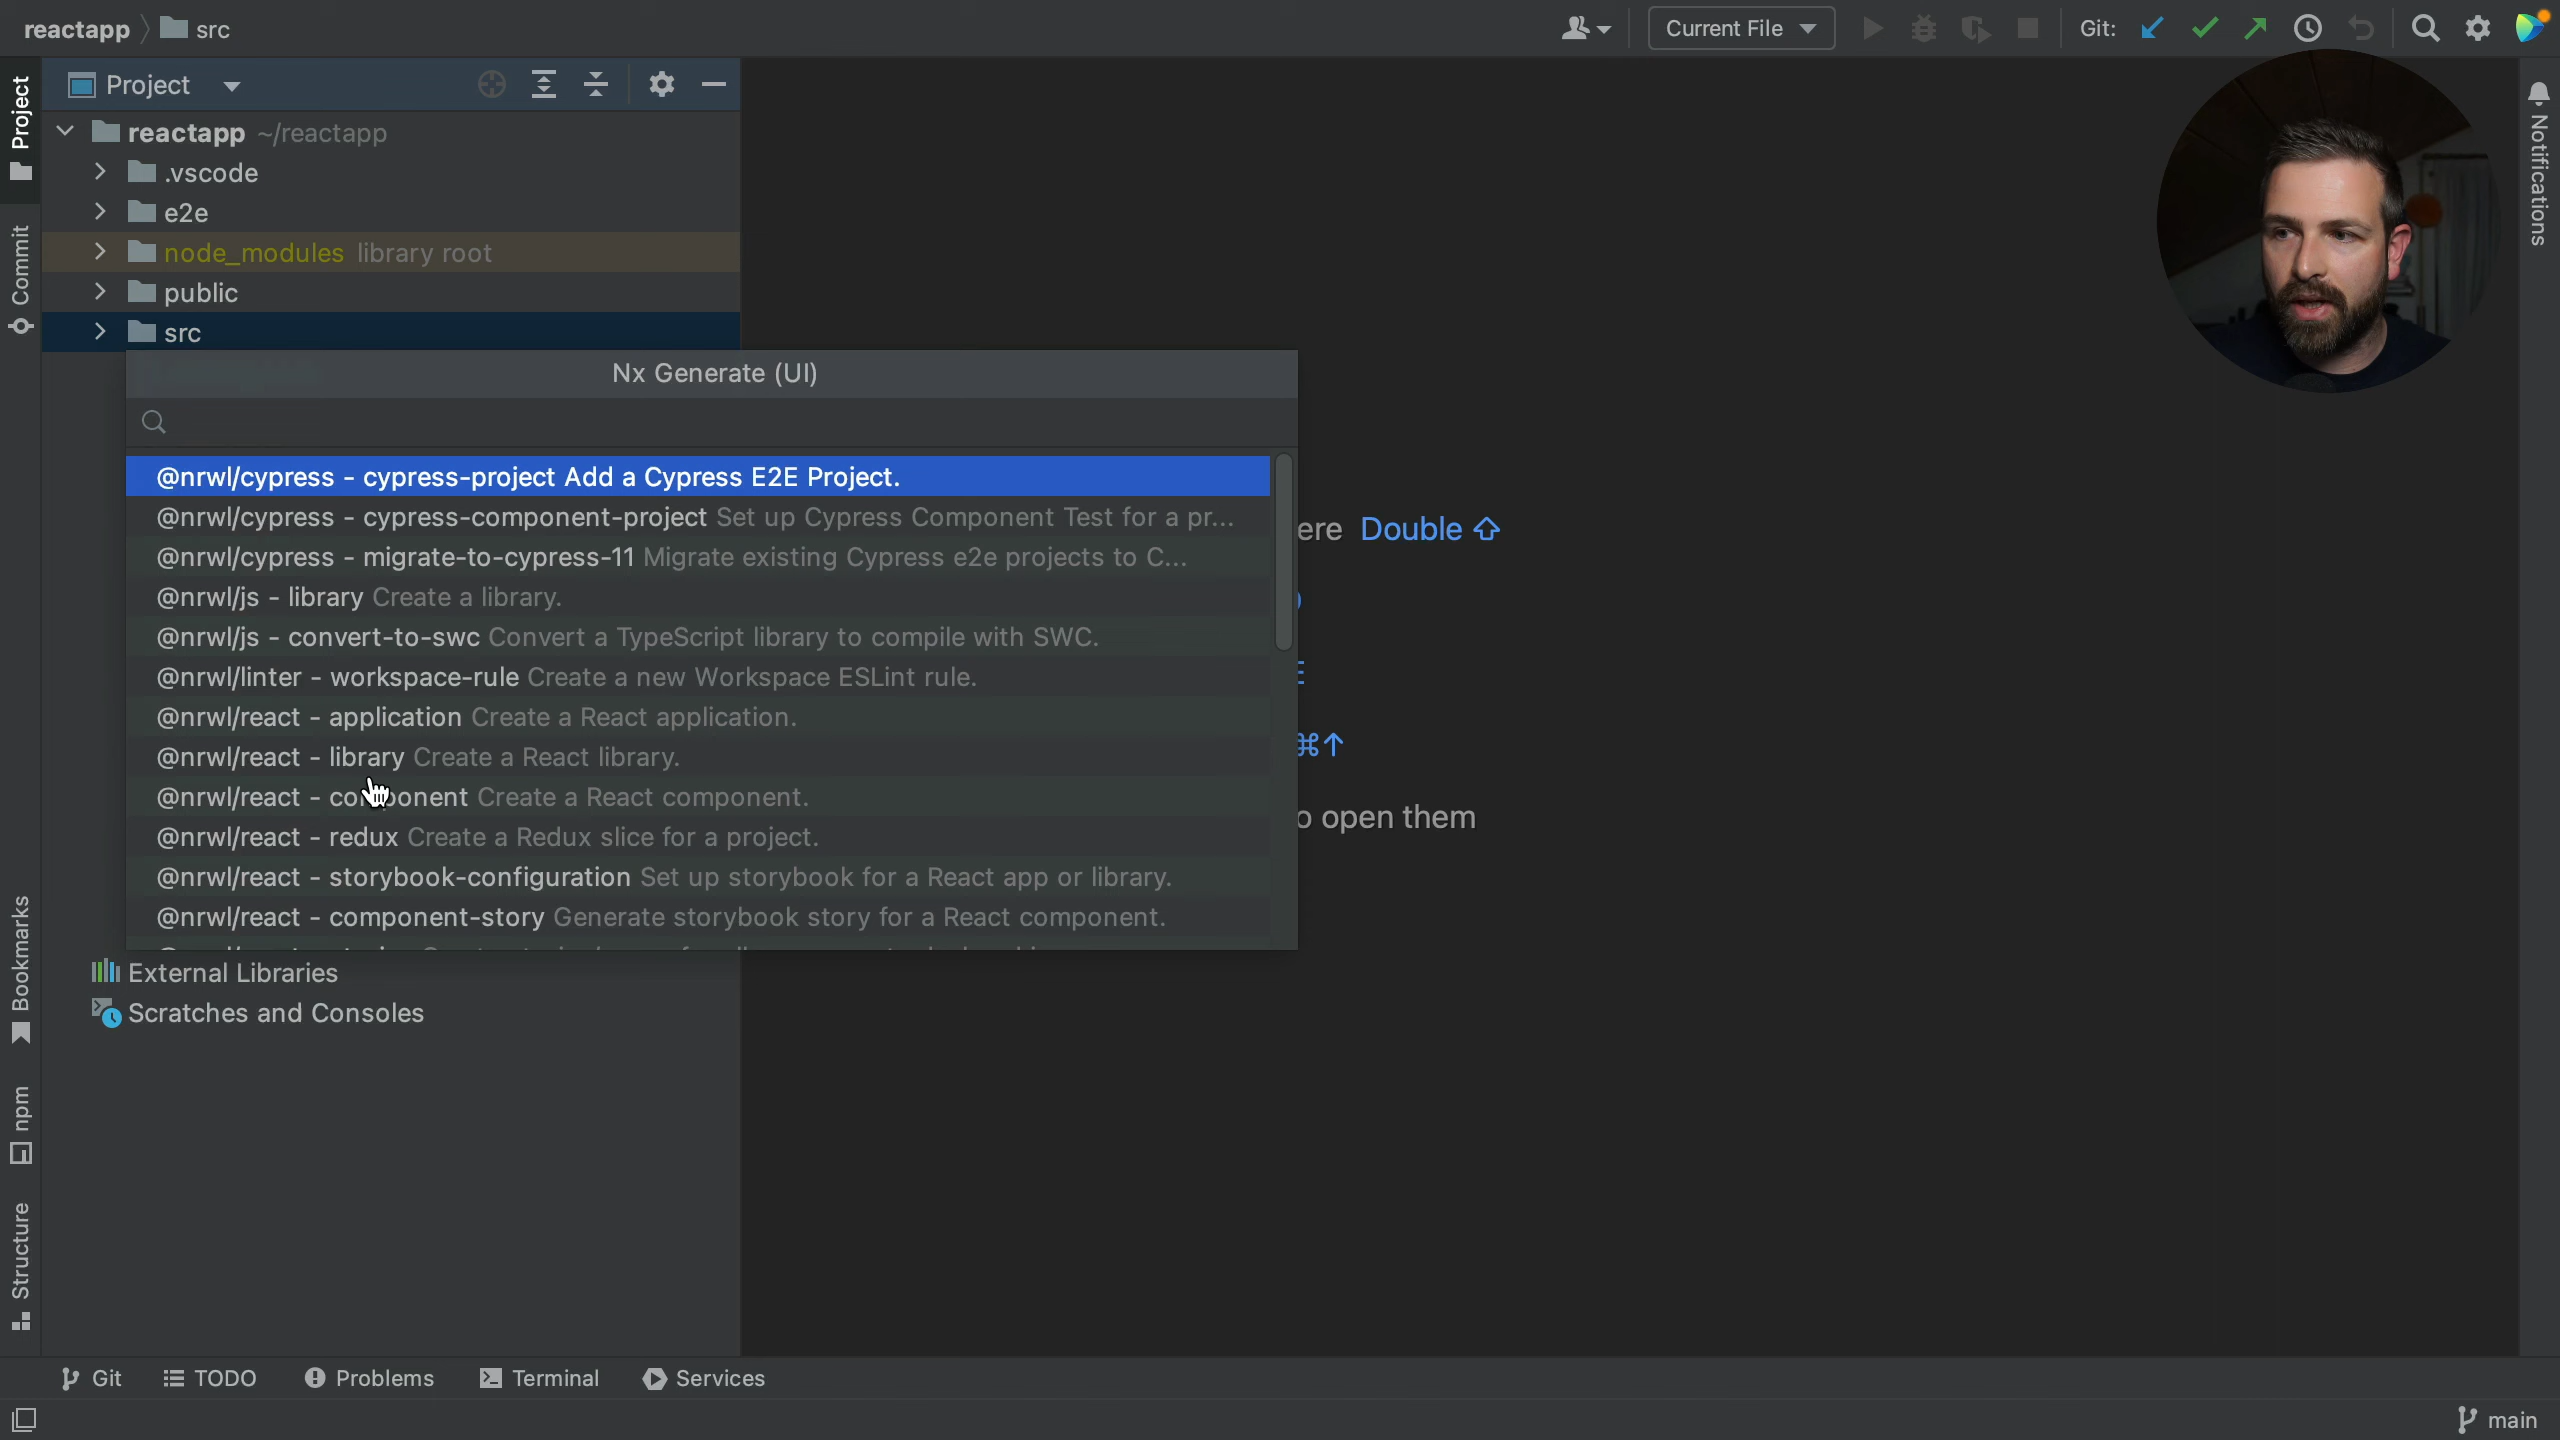 reactapp src
Current File
Git:
Project
Project
Commit
Bookmarks
npm
Structure
Notifications
reactapp ~/reactapp
.vscode
e2e
node_modules library root
public
src
Nx Generate (UI)
@nrwl/cypress - cypress-project Add a Cypress E2E Project.
@nrwl/cypress - cypress-component-project Set up Cypress Component Test for a pr...
@nrwl/cypress - migrate-to-cypress-11 Migrate existing Cypress e2e projects to C...
@nrwl/js - library Create a library.
@nrwl/js - convert-to-swc Convert a TypeScript library to compile with SWC.
@nrwl/linter - workspace-rule Create a new Workspace ESLint rule.
@nrwl/react - application Create a React application.
@nrwl/react - library Create a React library.
@nrwl/react - component Create a React component.
@nrwl/react - redux Create a Redux slice for a project.
@nrwl/react - storybook-configuration Set up storybook for a React app or library.
@nrwl/react - component-story Generate storybook story for a React component.
ere Double ⇧
⌘↑
o open them
External Libraries
Scratches and Consoles
Git
TODO
Problems
Terminal
Services
main